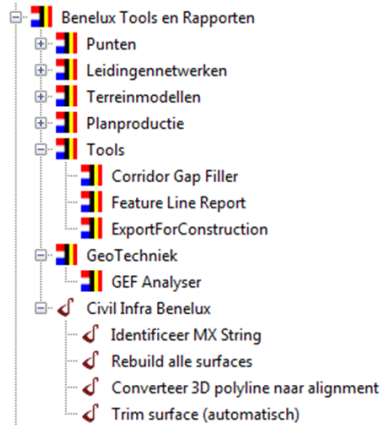 Benelux Tools en Rapporten
Punten
Leidingennetwerken
Terreinmodellen
Planproductie
Tools
Corridor Gap Filler
Feature Line Report
ExportForConstruction
GeoTechniek
GEF Analyser
Civil Infra Benelux
Identificeer MX String
Rebuild alle surfaces
Converteer 3D polyline naar alignment
Trim surface (automatisch)